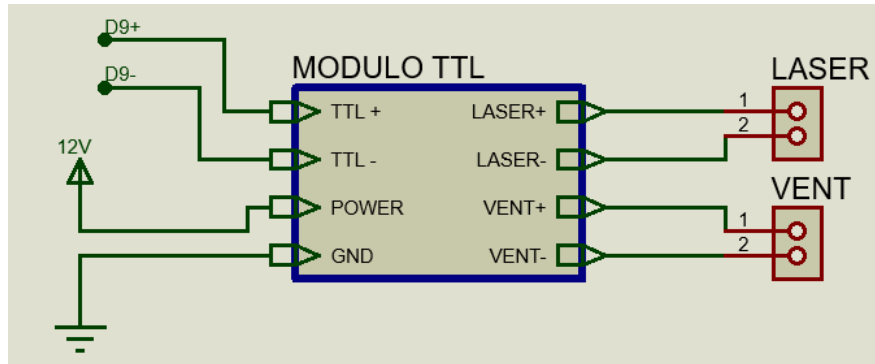 D9+
D9-
12V
MODULO TTL
TTL +
TTL -
POWER
GND
LASER+
LASER-
VENT+
VENT-
LASER
1
2
VENT
1
2